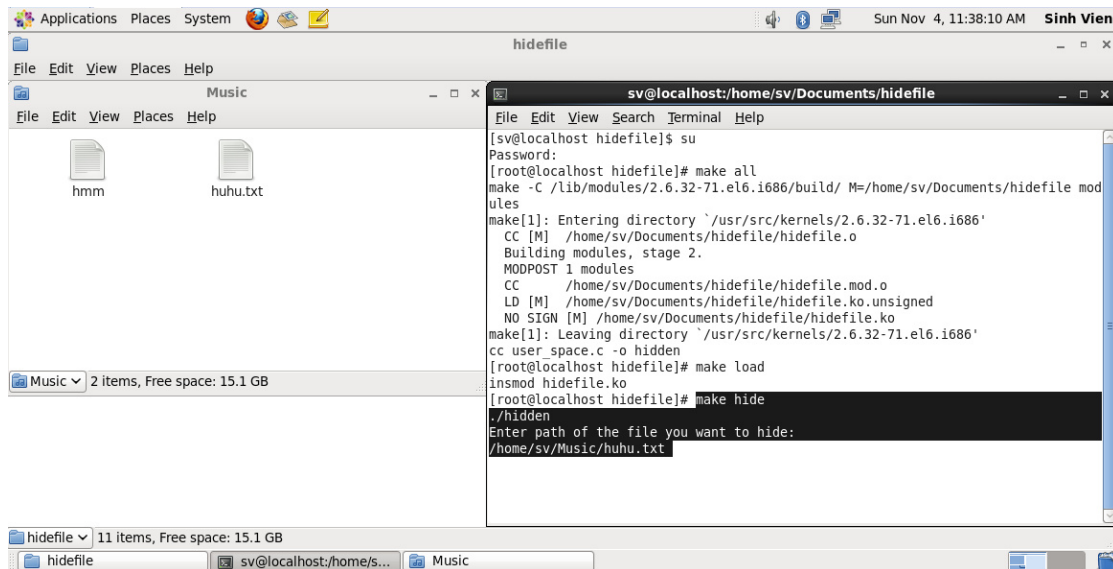 Applications Places System Sun Nov 4, 11:38:10 AM Sinh Vien
hidefile
File Edit View Places Help
Music
File Edit View Places Help
hmm huhu.txt
Music 2 items, Free space: 15.1 GB
sv@localhost:/home/sv/Documents/hidefile
File Edit View Search Terminal Help
[sv@localhost hidefile]$ su
Password:
[root@localhost hidefile]# make all
make -C /lib/modules/2.6.32-71.el6.i686/build/ M=/home/sv/Documents/hidefile mod
ules
make[1]: Entering directory `/usr/src/kernels/2.6.32-71.el6.i686'
CC [M] /home/sv/Documents/hidefile/hidefile.o
Building modules, stage 2.
MODPOST 1 modules
CC /home/sv/Documents/hidefile/hidefile.mod.o
LD [M] /home/sv/Documents/hidefile/hidefile.ko.unsigned
NO SIGN [M] /home/sv/Documents/hidefile/hidefile.ko
make[1]: Leaving directory `/usr/src/kernels/2.6.32-71.el6.i686'
cc user_space.c -o hidden
[root@localhost hidefile]# make load
insmod hidefile.ko
[root@localhost hidefile]# make hide
./hidden
Enter path of the file you want to hide:
/home/sv/Music/huhu.txt
hidefile 11 items, Free space: 15.1 GB
hidefile sv@localhost:/home/s... Music